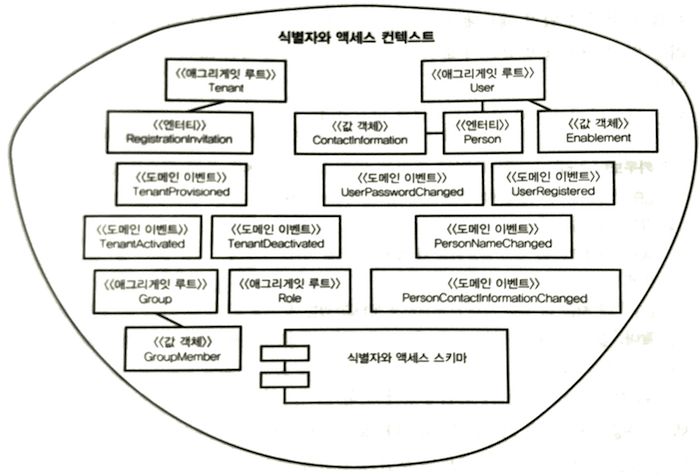 식별자와 액세스 컨텍스트
《애그리게잇 루트》
Tenant
《애그리게잇 루트》
User
《엔터티》
RegistrationInvitation
《값 객체》
ContactInformation
《엔터티》
Person
《값 객체》
Enablement
《도메인 이벤트》
TenantProvisioned
《도메인 이벤트》
UserPasswordChanged
《도메인 이벤트》
UserRegistered
《도메인 이벤트》
TenantActivated
《도메인 이벤트》
TenantDeactivated
《도메인 이벤트》
PersonNameChanged
《애그리게잇 루트》
Group
《애그리게잇 루트》
Role
《도메인 이벤트》
PersonContactInformationChanged
《값 객체》
GroupMember
식별자와 액세스 스키마